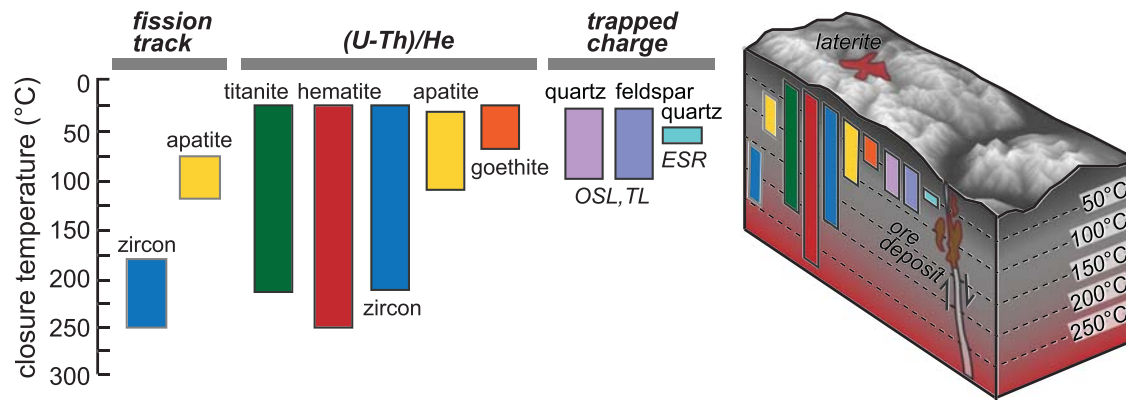 fission
track
(U-Th)/He
trapped
charge
closure temperature (°C)
0
50
100
150
200
250
300
zircon
apatite
titanite
hematite
zircon
apatite
goethite
quartz
feldspar
quartz
ESR
OSL,TL
laterite
ore
deposit
50°C
100°C
150°C
200°C
250°C